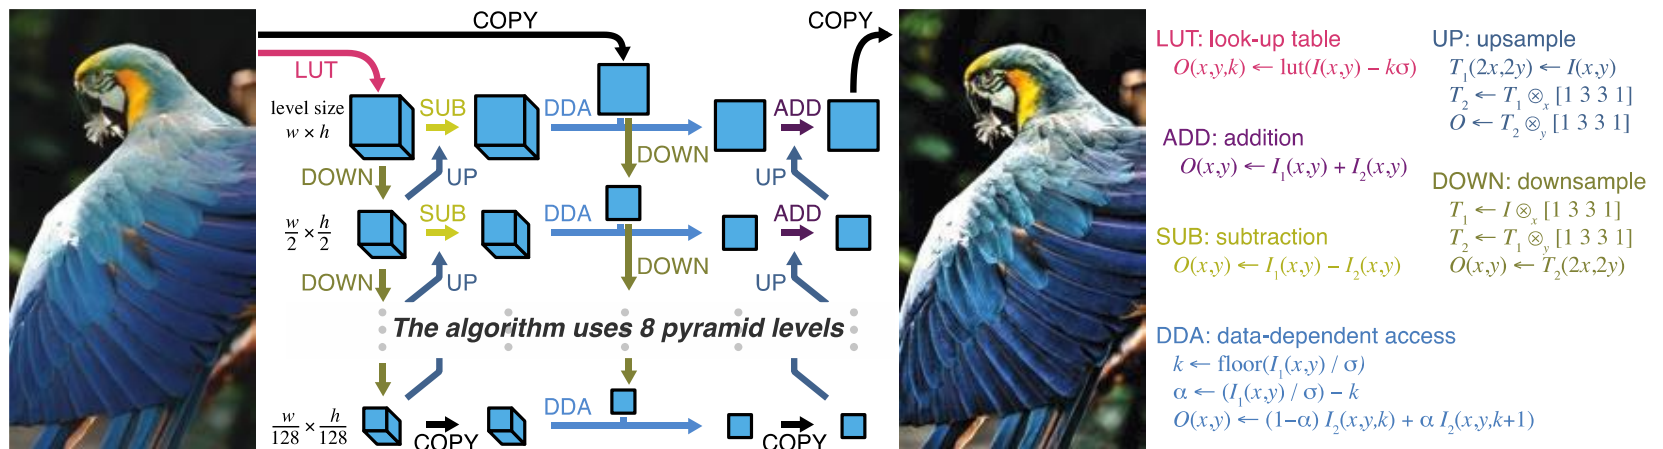 COPY
COPY
LUT
level size
w × h
SUB
DDA
ADD
DOWN
UP
DOWN
UP
w/2 × h/2
SUB
DDA
ADD
DOWN
UP
DOWN
UP
The algorithm uses 8 pyramid levels
w/128 × h/128
COPY
DDA
COPY
LUT: look-up table
O(x,y,k) ← lut(I(x,y) − kσ)
ADD: addition
O(x,y) ← I₁(x,y) + I₂(x,y)
SUB: subtraction
O(x,y) ← I₁(x,y) − I₂(x,y)
UP: upsample
T₁(2x,2y) ← I(x,y)
T₂ ← T₁ ⊗ₓ [1 3 3 1]
O ← T₂ ⊗ᵧ [1 3 3 1]
DOWN: downsample
T₁ ← I ⊗ₓ [1 3 3 1]
T₂ ← T₁ ⊗ᵧ [1 3 3 1]
O(x,y) ← T₂(2x,2y)
DDA: data-dependent access
k ← floor(I₁(x,y) / σ)
α ← (I₁(x,y) / σ) − k
O(x,y) ← (1−α) I₂(x,y,k) + α I₂(x,y,k+1)